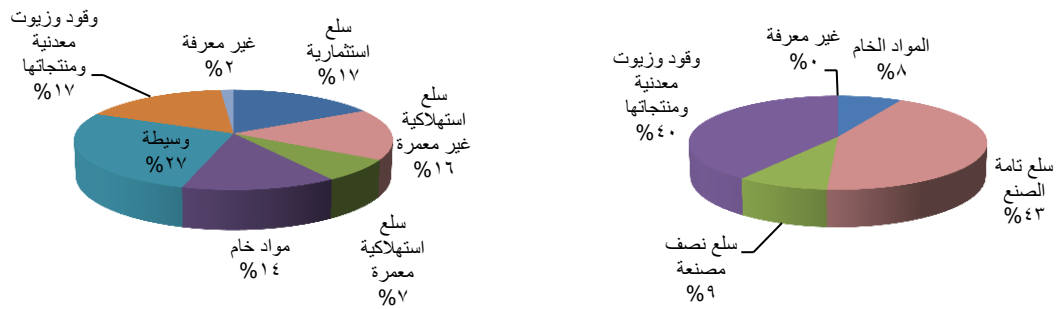 غير معرفة
%٠
المواد الخام
%٨
سلع تامة
الصنع
%٤٣
سلع نصف
مصنعة
%٩
وقود وزيوت
معدنية
ومنتجاتها
%٤٠
غير معرفة
%٢
سلع
استثمارية
%١٧
سلع
استهلاكية
غير معمرة
%١٦
سلع
استهلاكية
معمرة
%٧
مواد خام
%١٤
وسيطة
%٢٧
وقود وزيوت
معدنية
ومنتجاتها
%١٧